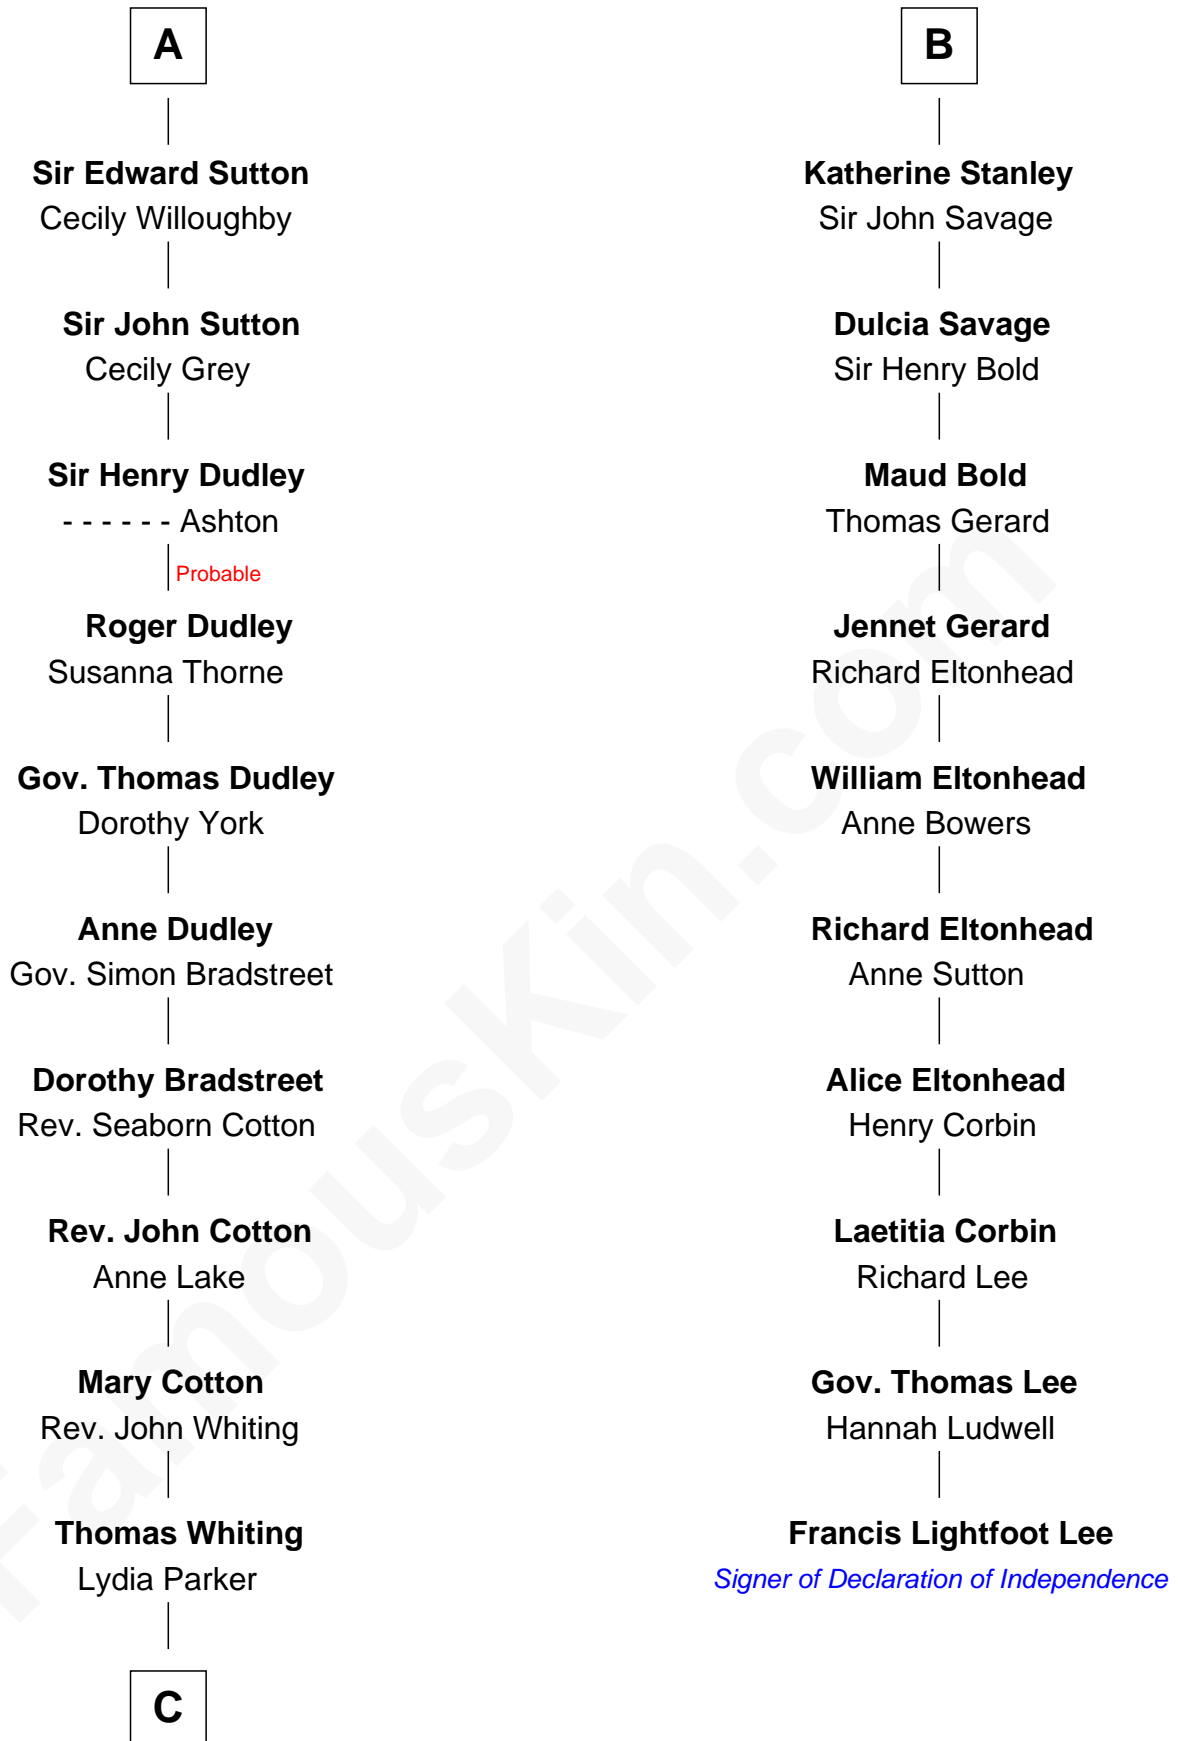 A
Sir Edward Sutton
Cecily Willoughby
Sir John Sutton
Cecily Grey
Sir Henry Dudley
- - - - - - Ashton
Probable
Roger Dudley
Susanna Thorne
Gov. Thomas Dudley
Dorothy York
Anne Dudley
Gov. Simon Bradstreet
Dorothy Bradstreet
Rev. Seaborn Cotton
Rev. John Cotton
Anne Lake
Mary Cotton
Rev. John Whiting
Thomas Whiting
Lydia Parker
C
B
Katherine Stanley
Sir John Savage
Dulcia Savage
Sir Henry Bold
Maud Bold
Thomas Gerard
Jennet Gerard
Richard Eltonhead
William Eltonhead
Anne Bowers
Richard Eltonhead
Anne Sutton
Alice Eltonhead
Henry Corbin
Laetitia Corbin
Richard Lee
Gov. Thomas Lee
Hannah Ludwell
Francis Lightfoot Lee
Signer of Declaration of Independence
FamousKin.com